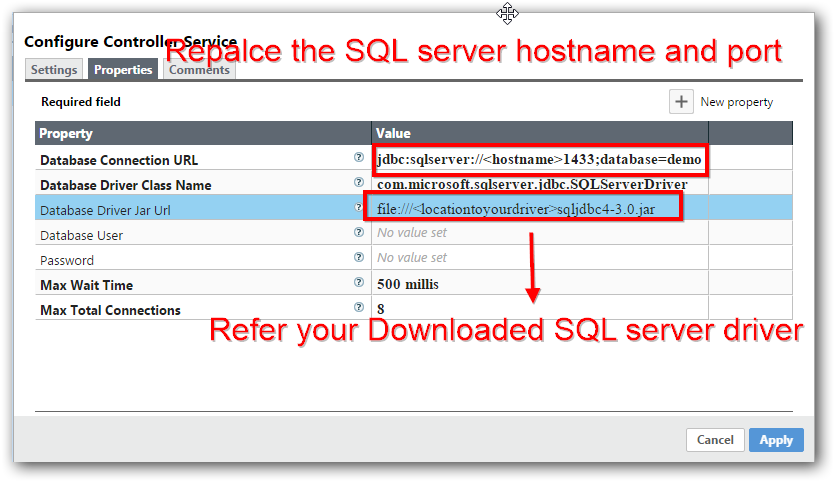 Configure Controller Service
Repalce the SQL server hostname and port
Settings Properties Comments
Required field + New property
Property Value
Database Connection URL ? jdbc:sqlserver://<hostname>1433;database=demo
Database Driver Class Name ? com.microsoft.sqlserver.jdbc.SQLServerDriver
Database Driver Jar Url ? file:///<locationtoyourdriver>sqljdbc4-3.0.jar
Database User ? No value set
Password ? No value set
Max Wait Time ? 500 millis
Max Total Connections ? 8
Refer your Downloaded SQL server driver
Cancel Apply